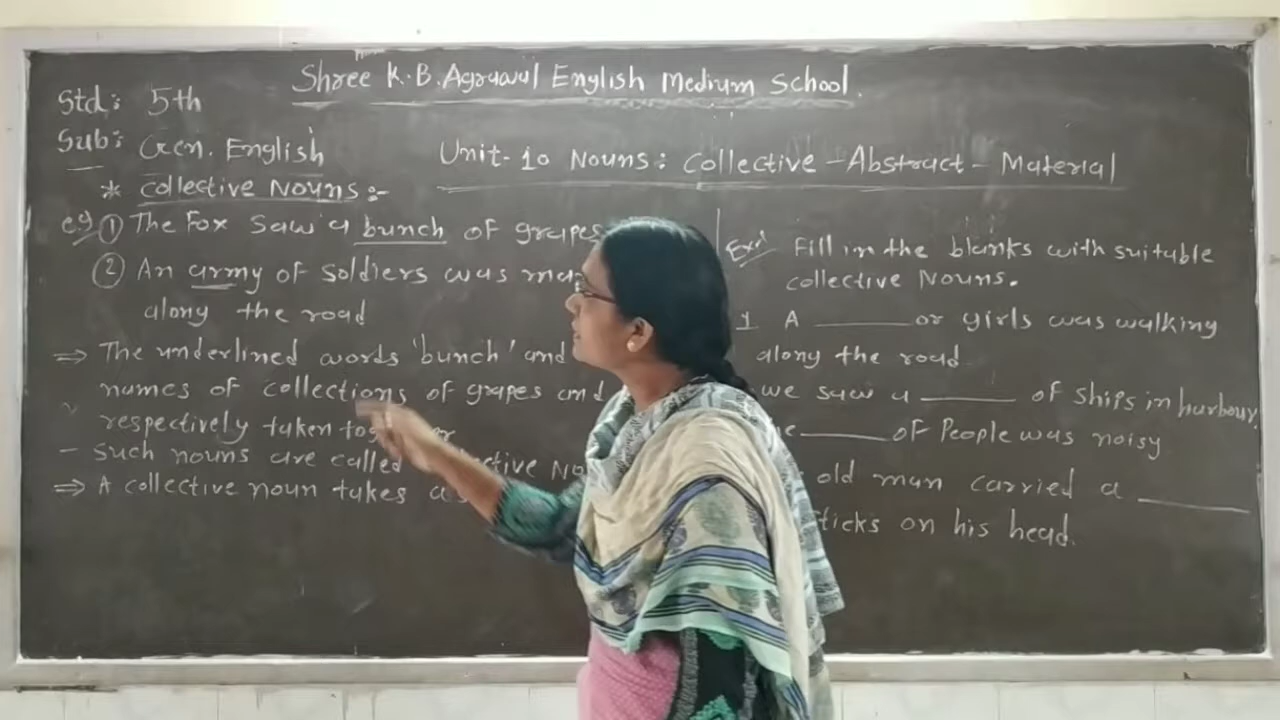 Shree K.B. Agrawal English Medium School.
Std: 5th
Sub: Gen. English
Unit-10 Nouns: Collective - Abstract - Material
* collective Nouns:-
eg ① The Fox saw a bunch of grapes
② An army of soldiers was
along the road
⇒ The underlined words 'bunch' and
names of collections of grapes and
respectively taken
- such nouns are called
⇒ A collective noun takes
Ex:1 Fill in the blanks with suitable
collective Nouns.
1 A ______ or girls was walking
along the road
we saw a ______ of ships in harbour.
______ of People was noisy
old man carried a ______
sticks on his head.